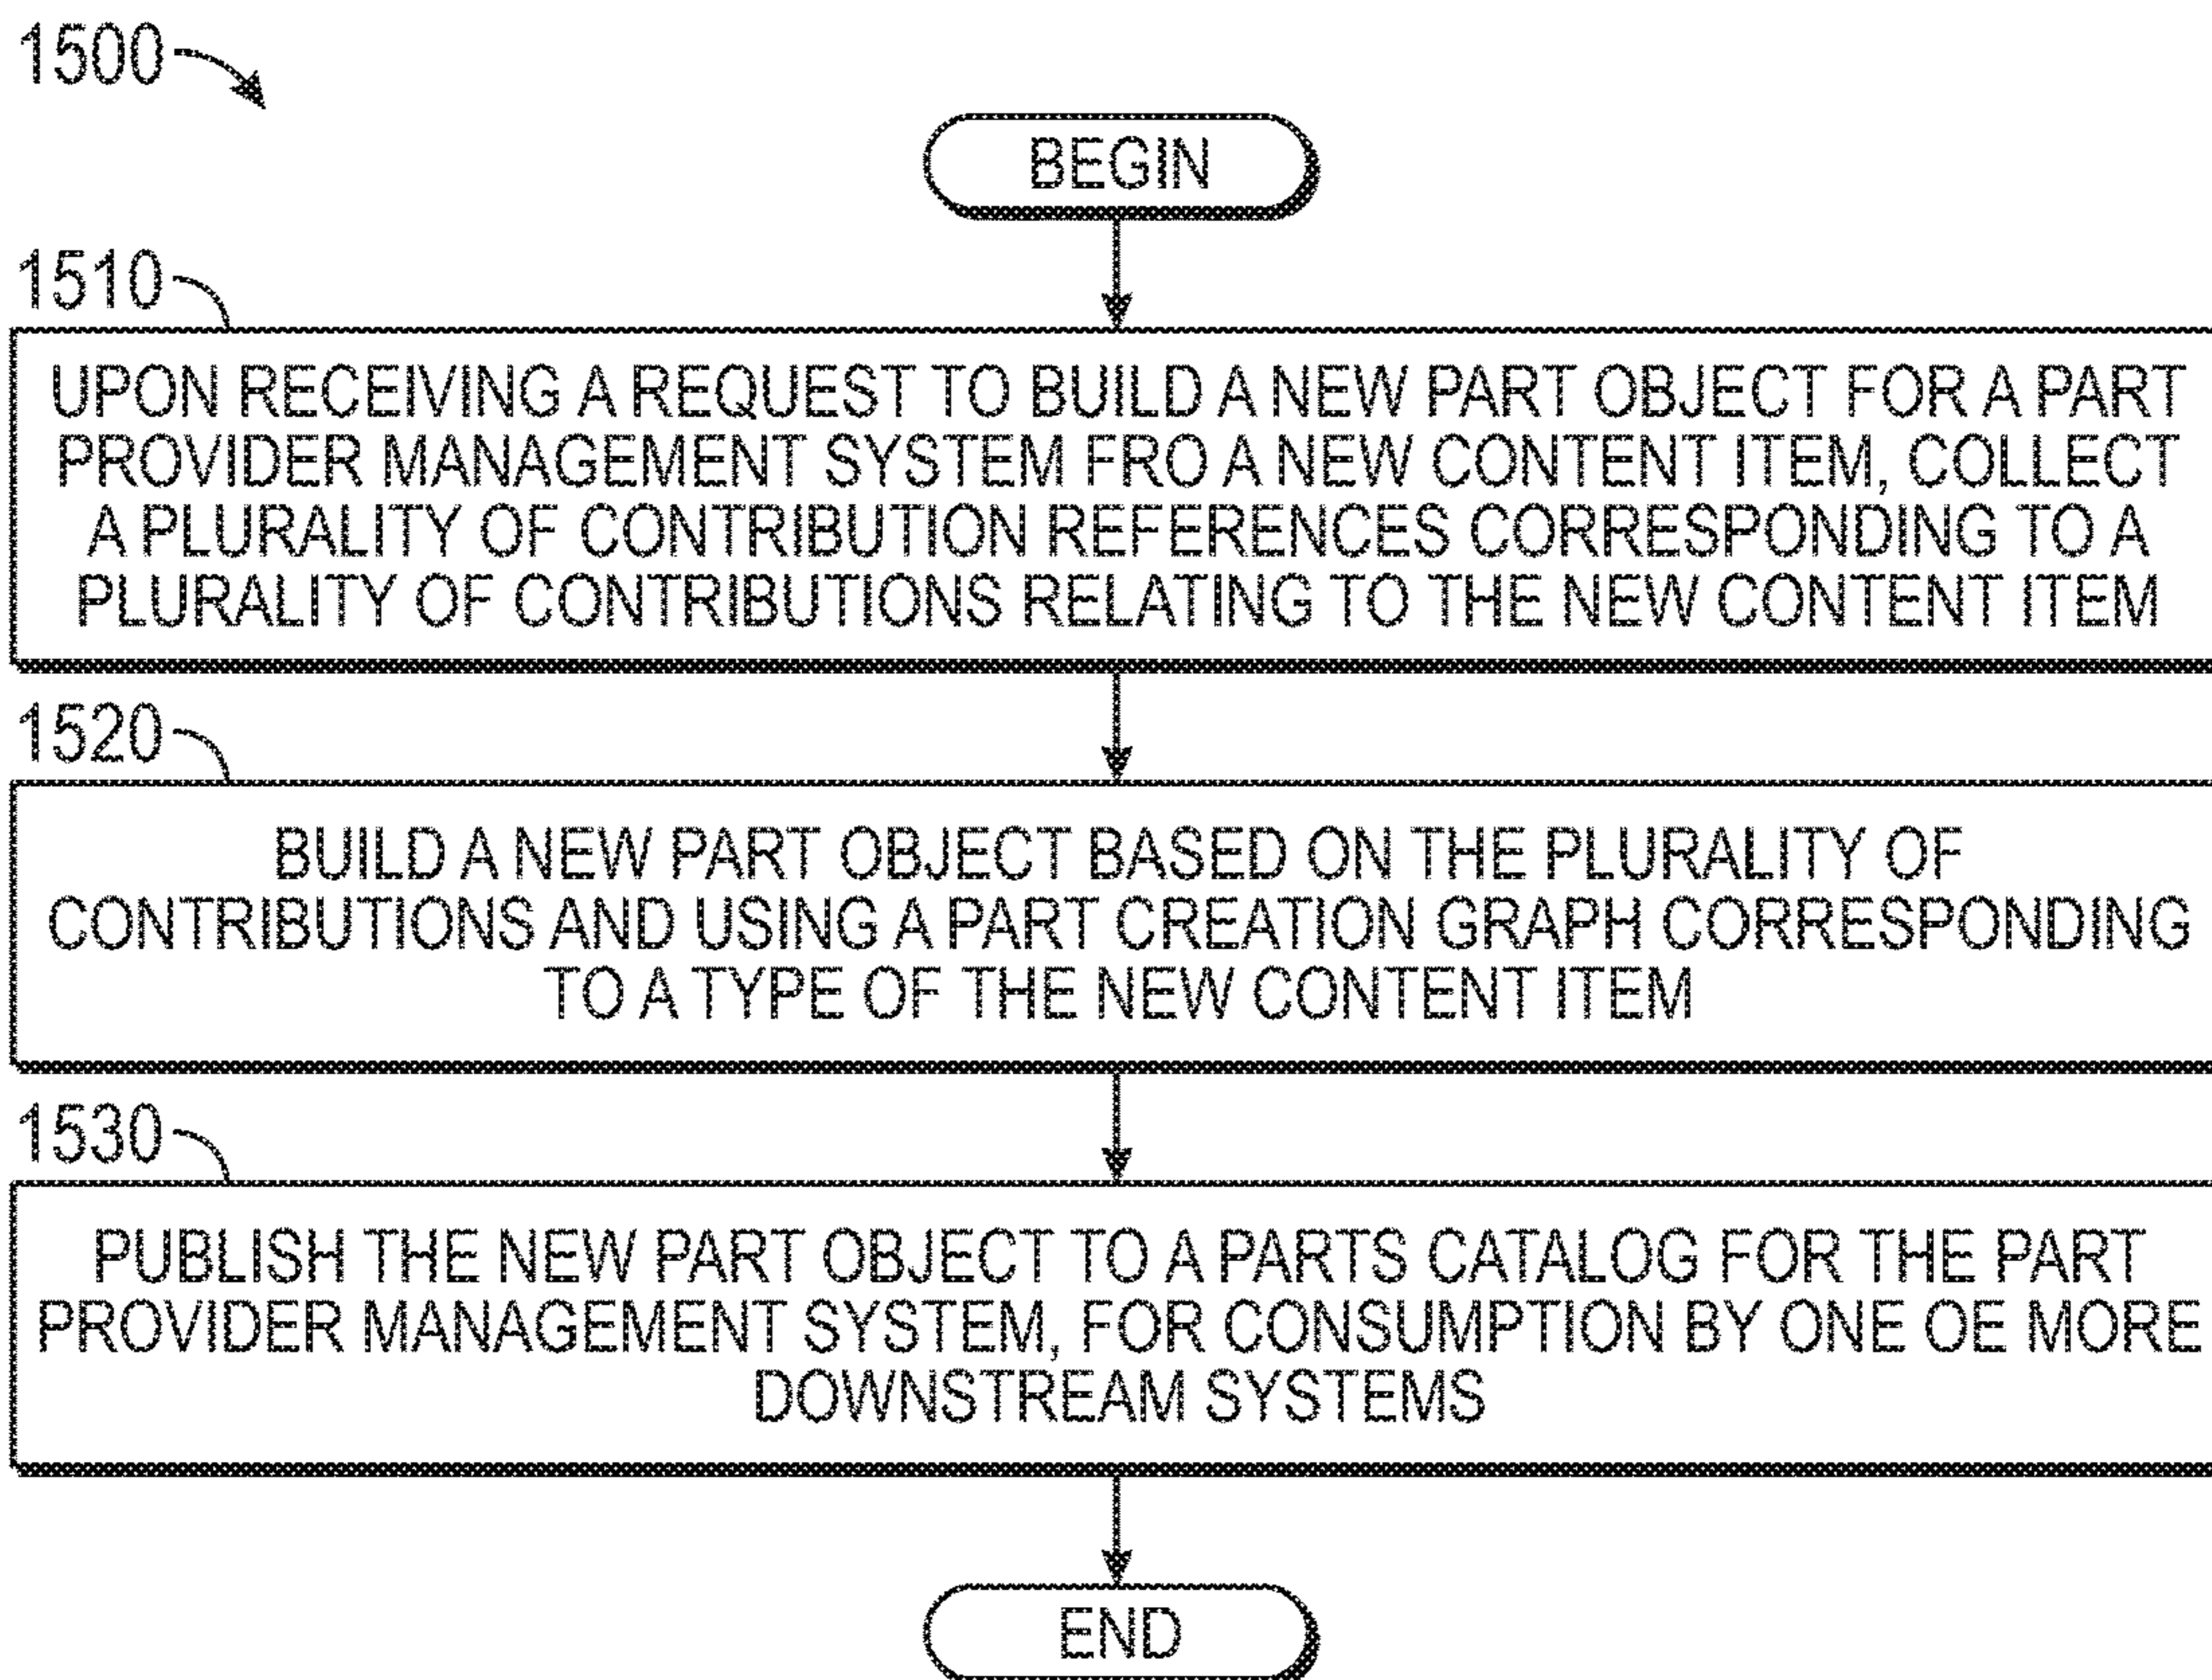 1500
BEGIN
1510
UPON RECEIVING A REQUEST TO BUILD A NEW PART OBJECT FOR A PART
PROVIDER MANAGEMENT SYSTEM FRO A NEW CONTENT ITEM, COLLECT
A PLURALITY OF CONTRIBUTION REFERENCES CORRESPONDING TO A
PLURALITY OF CONTRIBUTIONS RELATING TO THE NEW CONTENT ITEM
1520
BUILD A NEW PART OBJECT BASED ON THE PLURALITY OF
CONTRIBUTIONS AND USING A PART CREATION GRAPH CORRESPONDING
TO A TYPE OF THE NEW CONTENT ITEM
1530
PUBLISH THE NEW PART OBJECT TO A PARTS CATALOG FOR THE PART
PROVIDER MANAGEMENT SYSTEM, FOR CONSUMPTION BY ONE OE MORE
DOWNSTREAM SYSTEMS
END